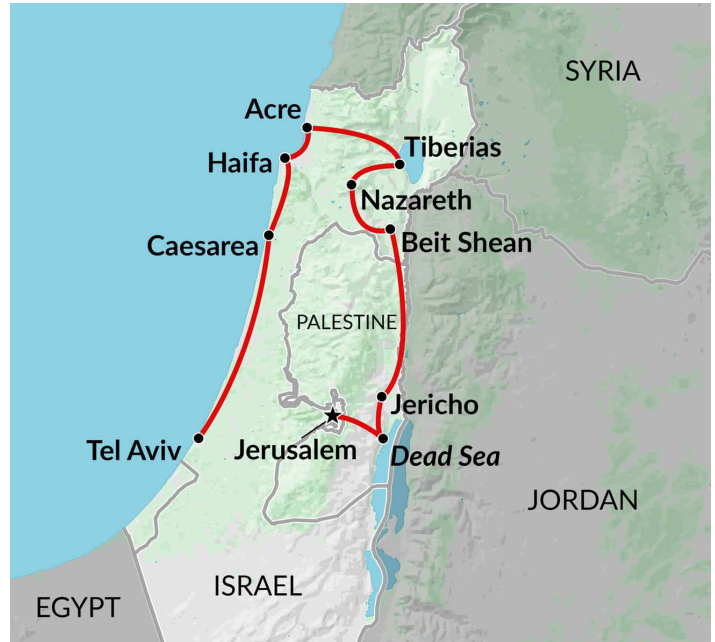 SYRIA
Acre
Tiberias
Haifa
Nazareth
Caesarea
Beit Shean
PALESTINE
Jericho
Tel Aviv
Jerusalem
Dead Sea
JORDAN
ISRAEL
EGYPT